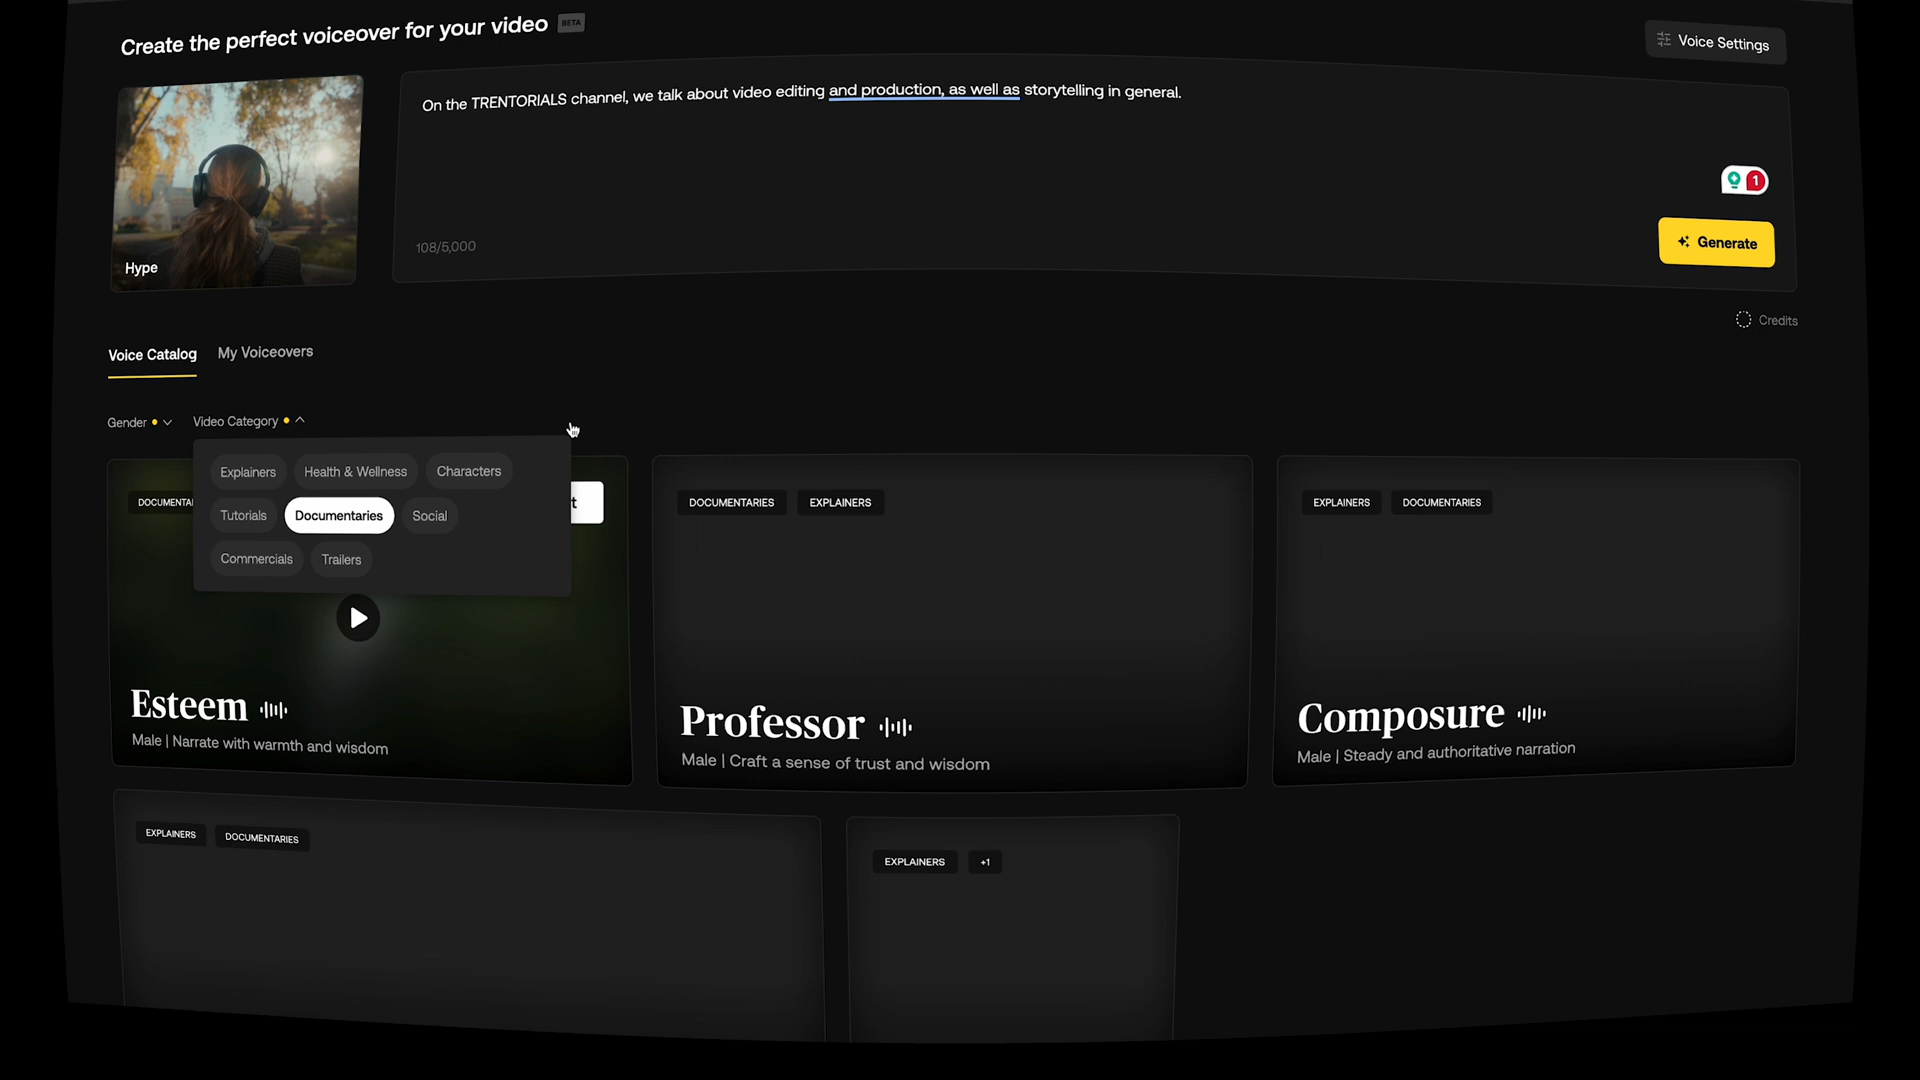 Create the perfect voiceover for your video BETA
Voice Settings
On the TRENTORIALS channel, we talk about video editing and production, as well as storytelling in general.
1
Hype
108/5,000
Generate
Credits
Voice Catalog My Voiceovers
Gender Video Category
Explainers Health & Wellness Characters
Tutorials Documentaries Social
Commercials Trailers
DOCUMENTARIES EXPLAINERS
EXPLAINERS DOCUMENTARIES
Esteem
Male | Narrate with warmth and wisdom
Professor
Male | Craft a sense of trust and wisdom
Composure
Male | Steady and authoritative narration
EXPLAINERS DOCUMENTARIES
EXPLAINERS +1